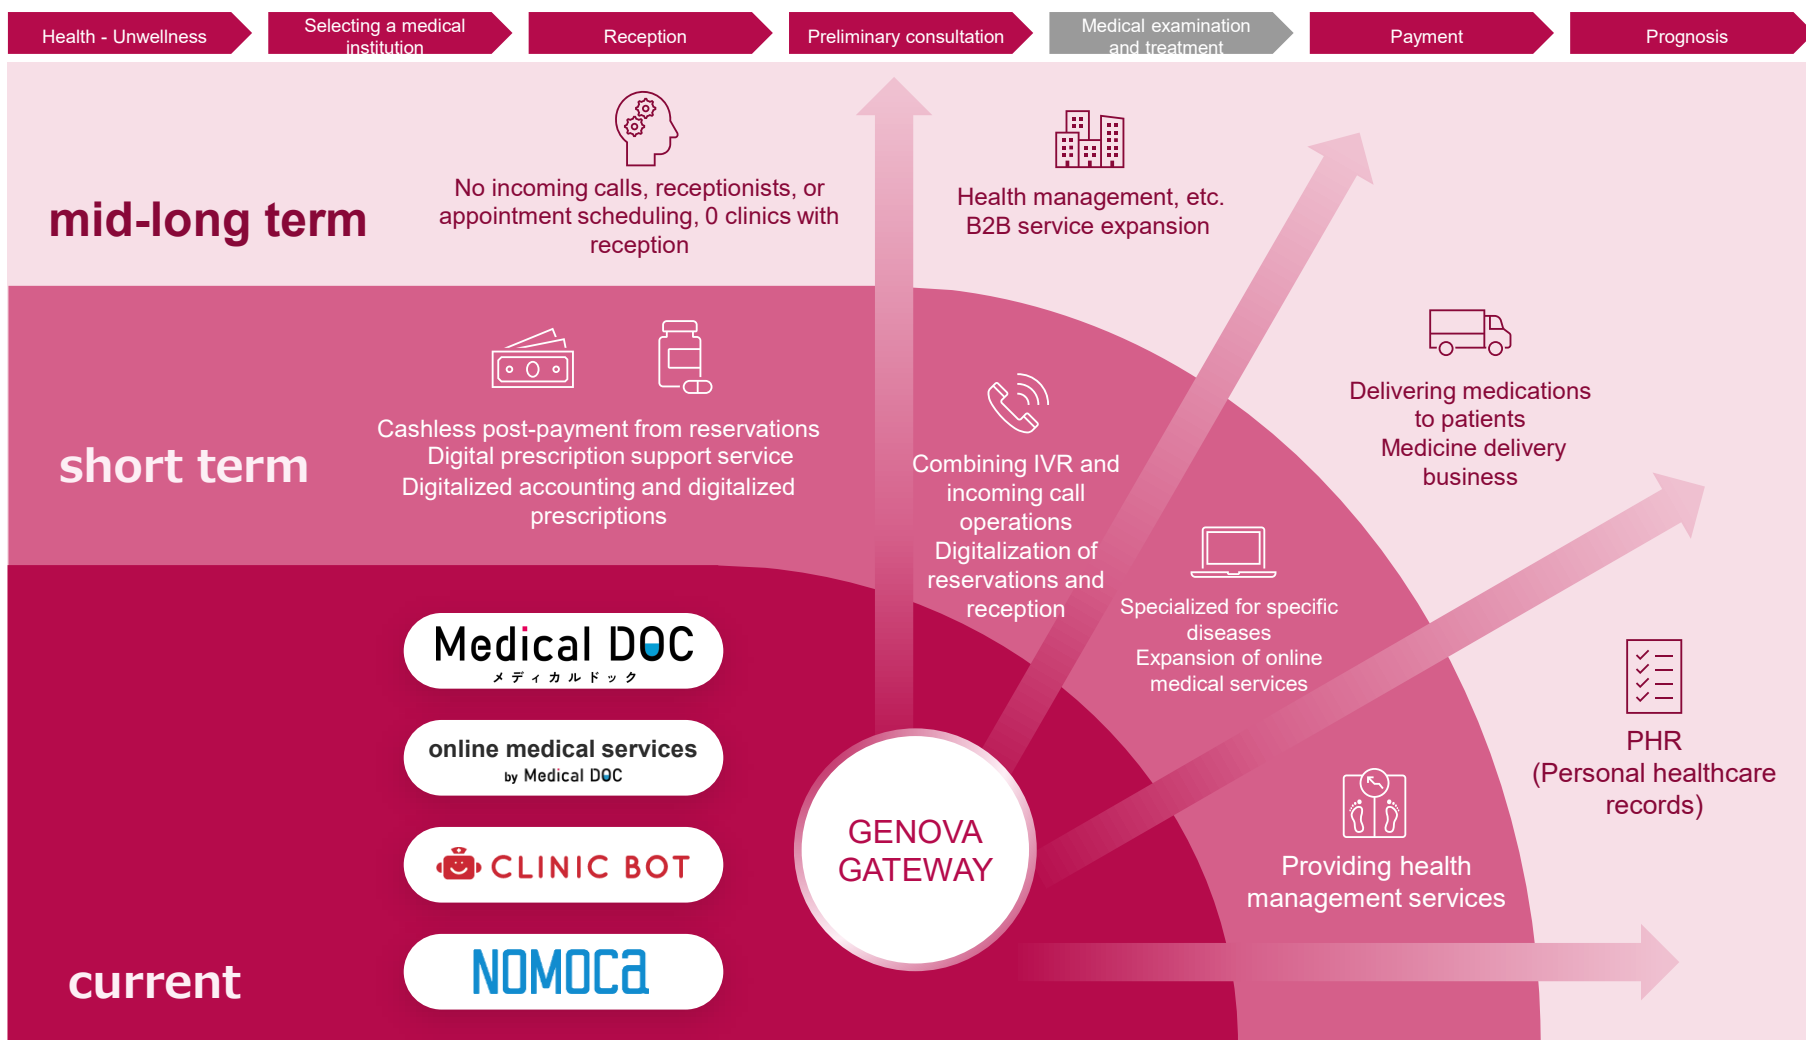 Health - Unwellness
Selecting a medical
institution
Reception
Preliminary consultation
Medical examination
and treatment
Payment
Prognosis
mid-long term
No incoming calls, receptionists, or
appointment scheduling, 0 clinics with
reception
Health management, etc.
B2B service expansion
Delivering medications
to patients
Medicine delivery
business
PHR
(Personal healthcare
records)
short term
Cashless post-payment from reservations
Digital prescription support service
Digitalized accounting and digitalized
prescriptions
Combining IVR and
incoming call
operations
Digitalization of
reservations and
reception
Specialized for specific
diseases
Expansion of online
medical services
Providing health
management services
current
Medical DOC
メディカルドック
online medical services
by Medical DOC
CLINIC BOT
NOMOCa
GENOVA
GATEWAY